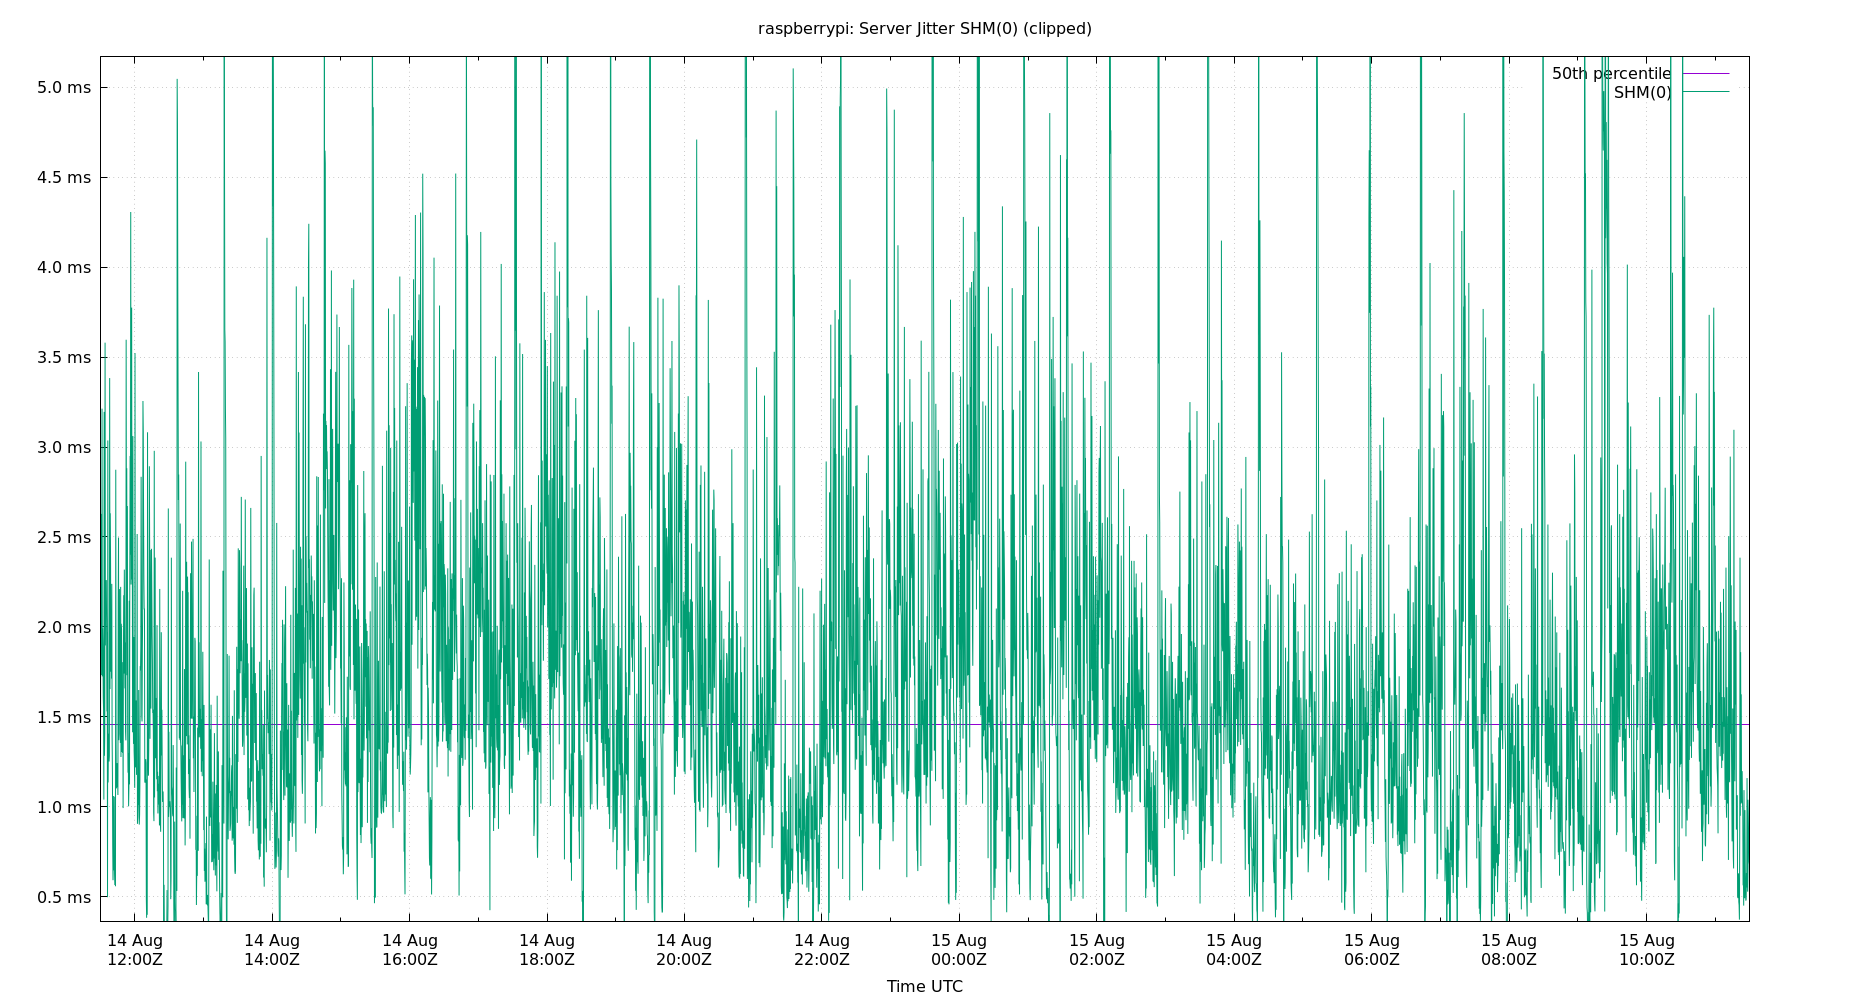 raspberrypi: Server Jitter SHM(0) (clipped)
50th percentile
SHM(0)
5.0 ms
4.5 ms
4.0 ms
3.5 ms
3.0 ms
2.5 ms
2.0 ms
1.5 ms
1.0 ms
0.5 ms
14 Aug 14 Aug 14 Aug 14 Aug 14 Aug 14 Aug 15 Aug 15 Aug 15 Aug 15 Aug 15 Aug 15 Aug
12:00Z 14:00Z 16:00Z 18:00Z 20:00Z 22:00Z 00:00Z 02:00Z 04:00Z 06:00Z 08:00Z 10:00Z
Time UTC